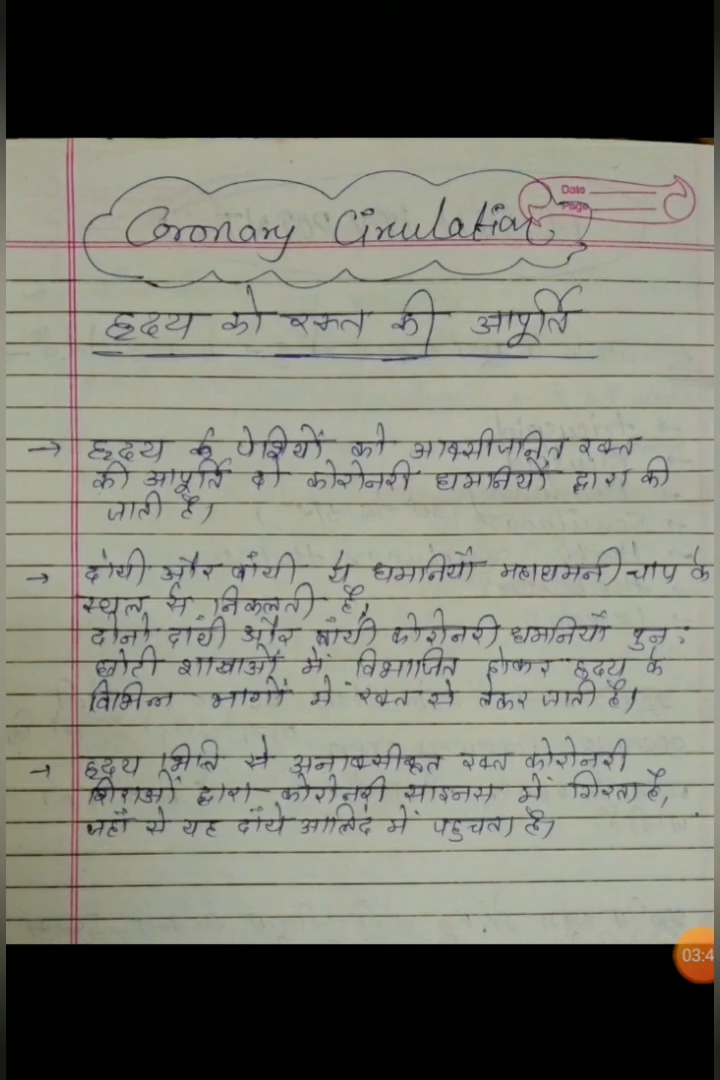 Date
Page
Coronary Circulation
हृदय को रक्त की आपूर्ति
→ हृदय के पेशियों को आक्सीजनित रक्त
की आपूर्ति दो कोरोनरी धमनियों द्वारा की
जाती है।
→ दांयी और बांयी ये धमनियाँ महाधमनी चाप के
स्थल से निकलती है,
दोनो दांयी और बांयी कोरोनरी धमनियाँ पुन:
छोटी शाखाओं में विभाजित होकर हृदय के
विभिन्न भागों में रक्त से लेकर जाती है।
→ हृदय भित्ति से अनाक्सीकृत रक्त कोरोनरी
शिराओं द्वारा कोरोनरी साइनस में गिरता है,
जहाँ से यह दाँये आलिंद में पहुचता है।
03:4